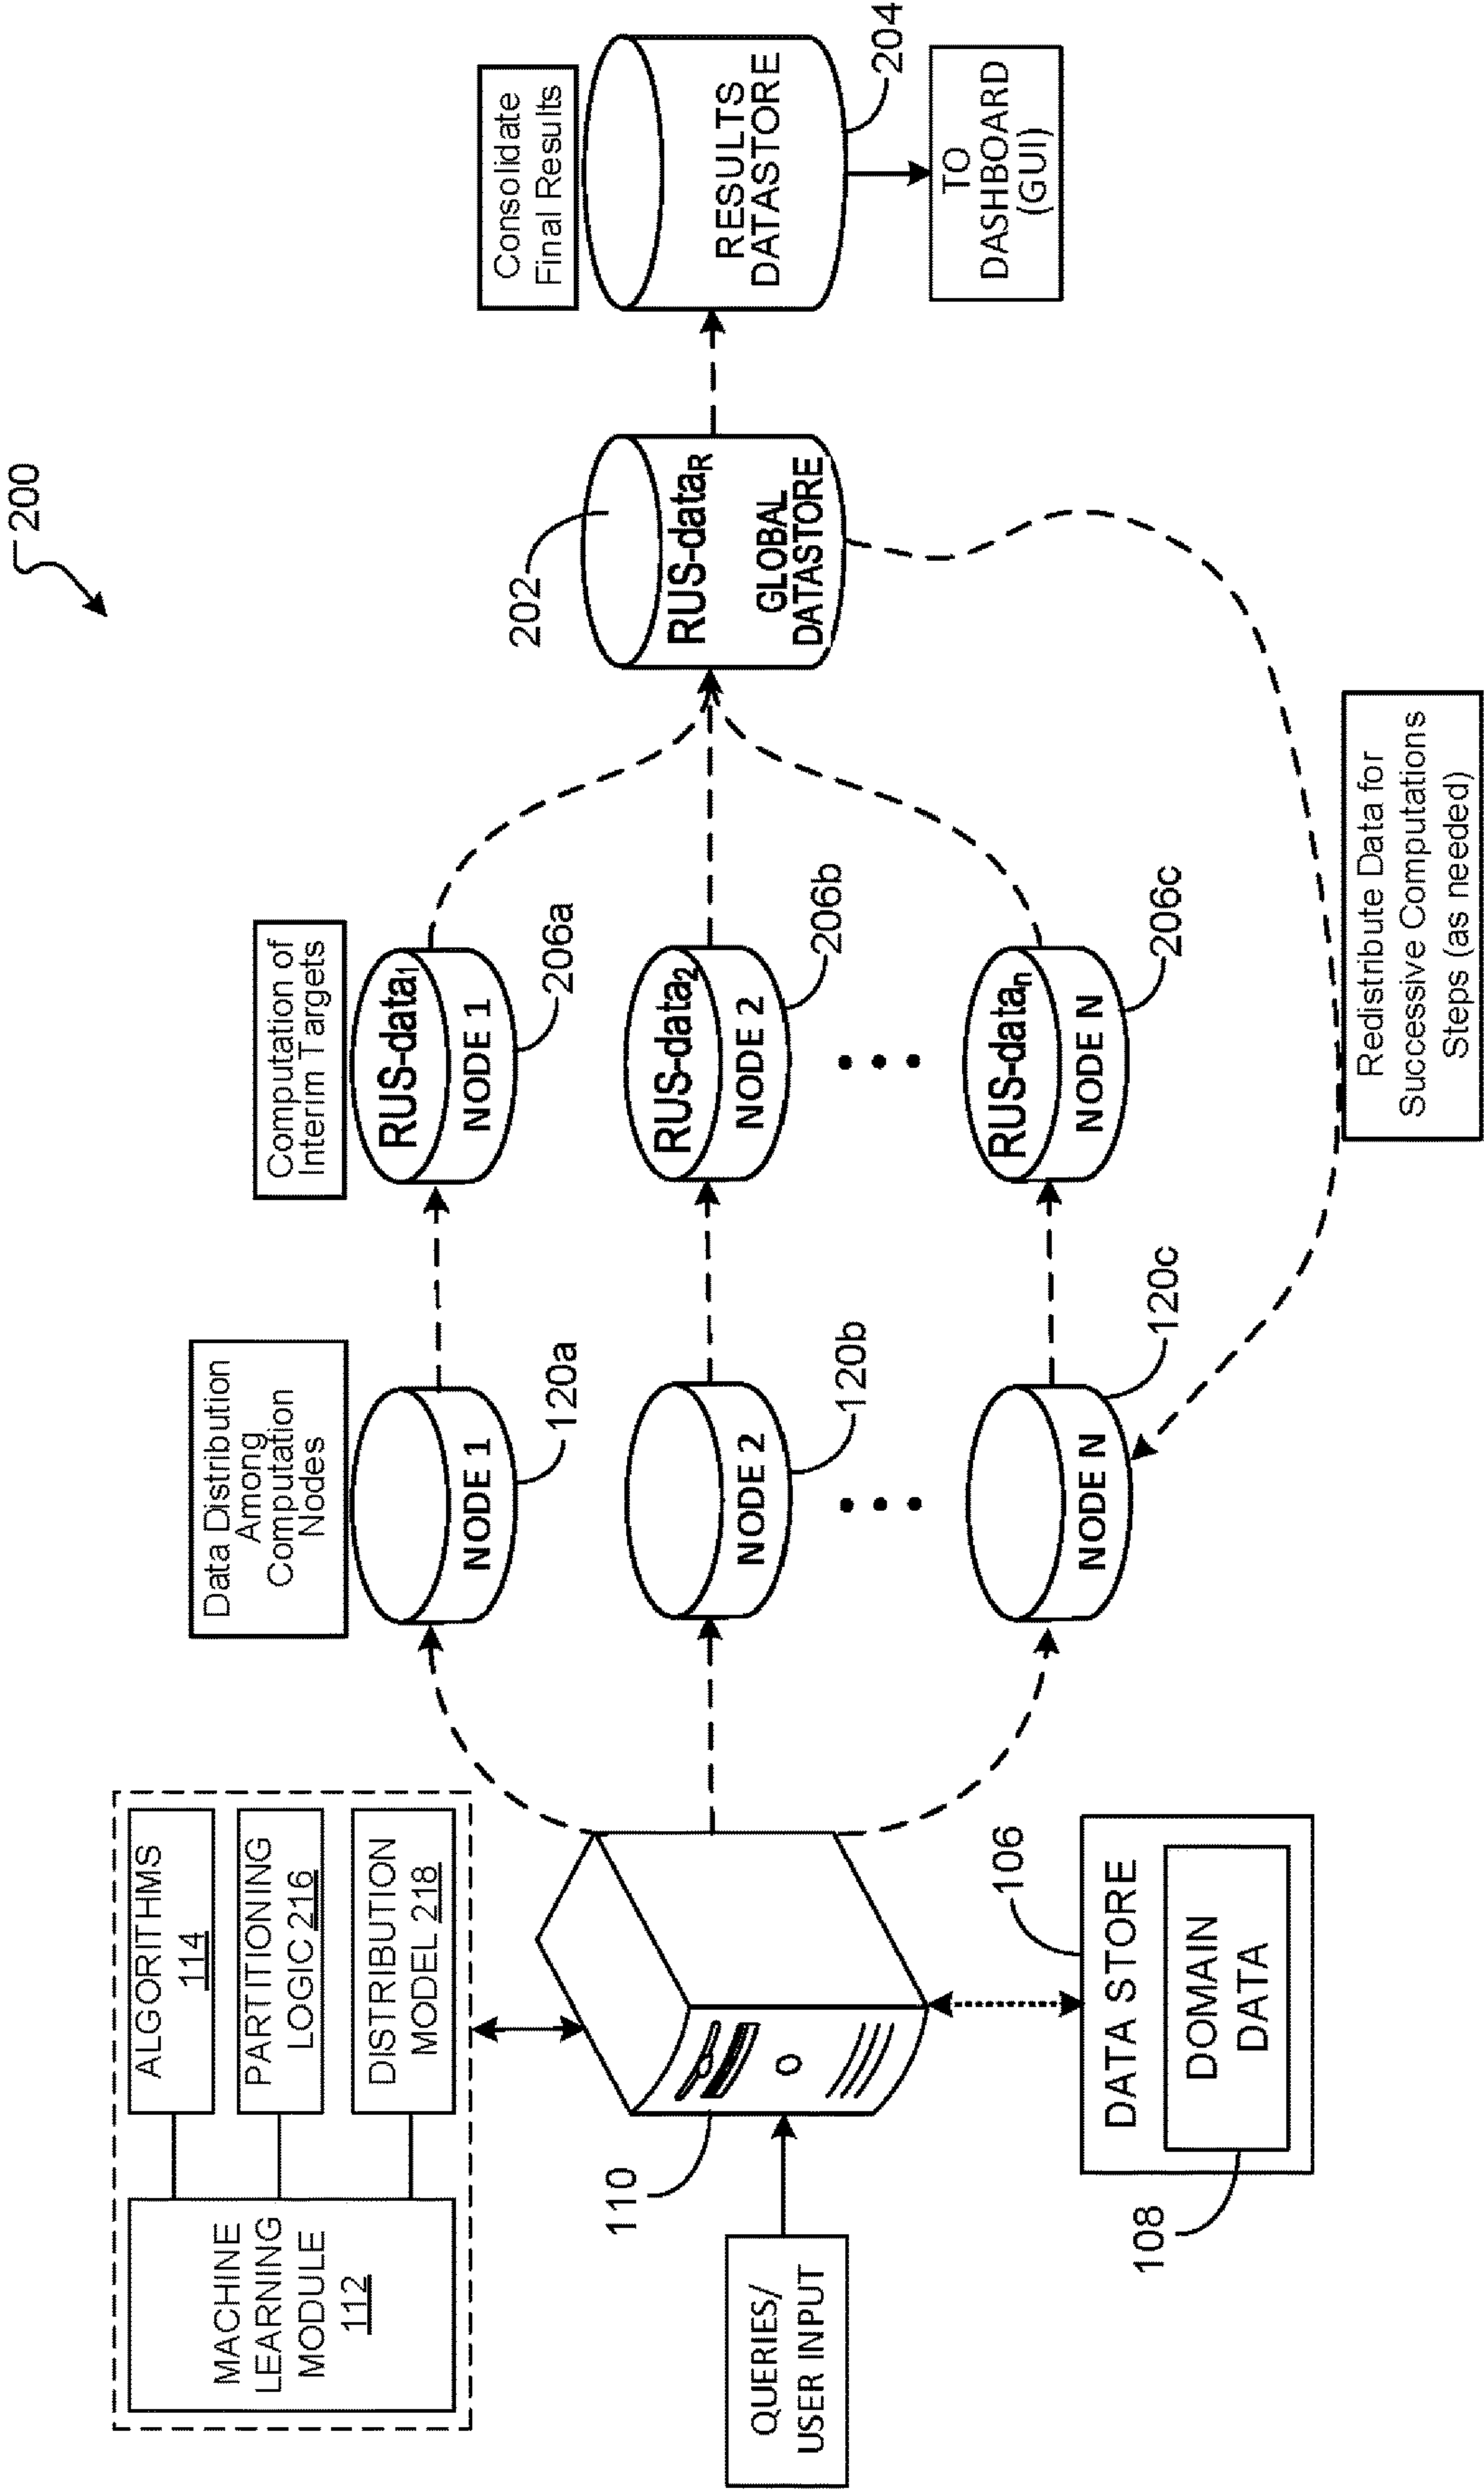 200
MACHINE
LEARNING
MODULE
112
ALGORITHMS
114
PARTITIONING
LOGIC 216
DISTRIBUTION
MODEL 218
110
QUERIES/
USER INPUT
106
DATA STORE
DOMAIN
DATA
108
Data Distribution
Among
Computation
Nodes
NODE 1
120a
NODE 2
120b
NODE N
120c
Computation of
Interim Targets
RUS-data1
NODE 1
206a
RUS-data2
NODE 2
206b
RUS-datan
NODE N
206c
Redistribute Data for
Successive Computations
Steps (as needed)
202
RUS-dataR
GLOBAL
DATASTORE
Consolidate
Final Results
RESULTS
DATASTORE
204
TO
DASHBOARD
(GUI)